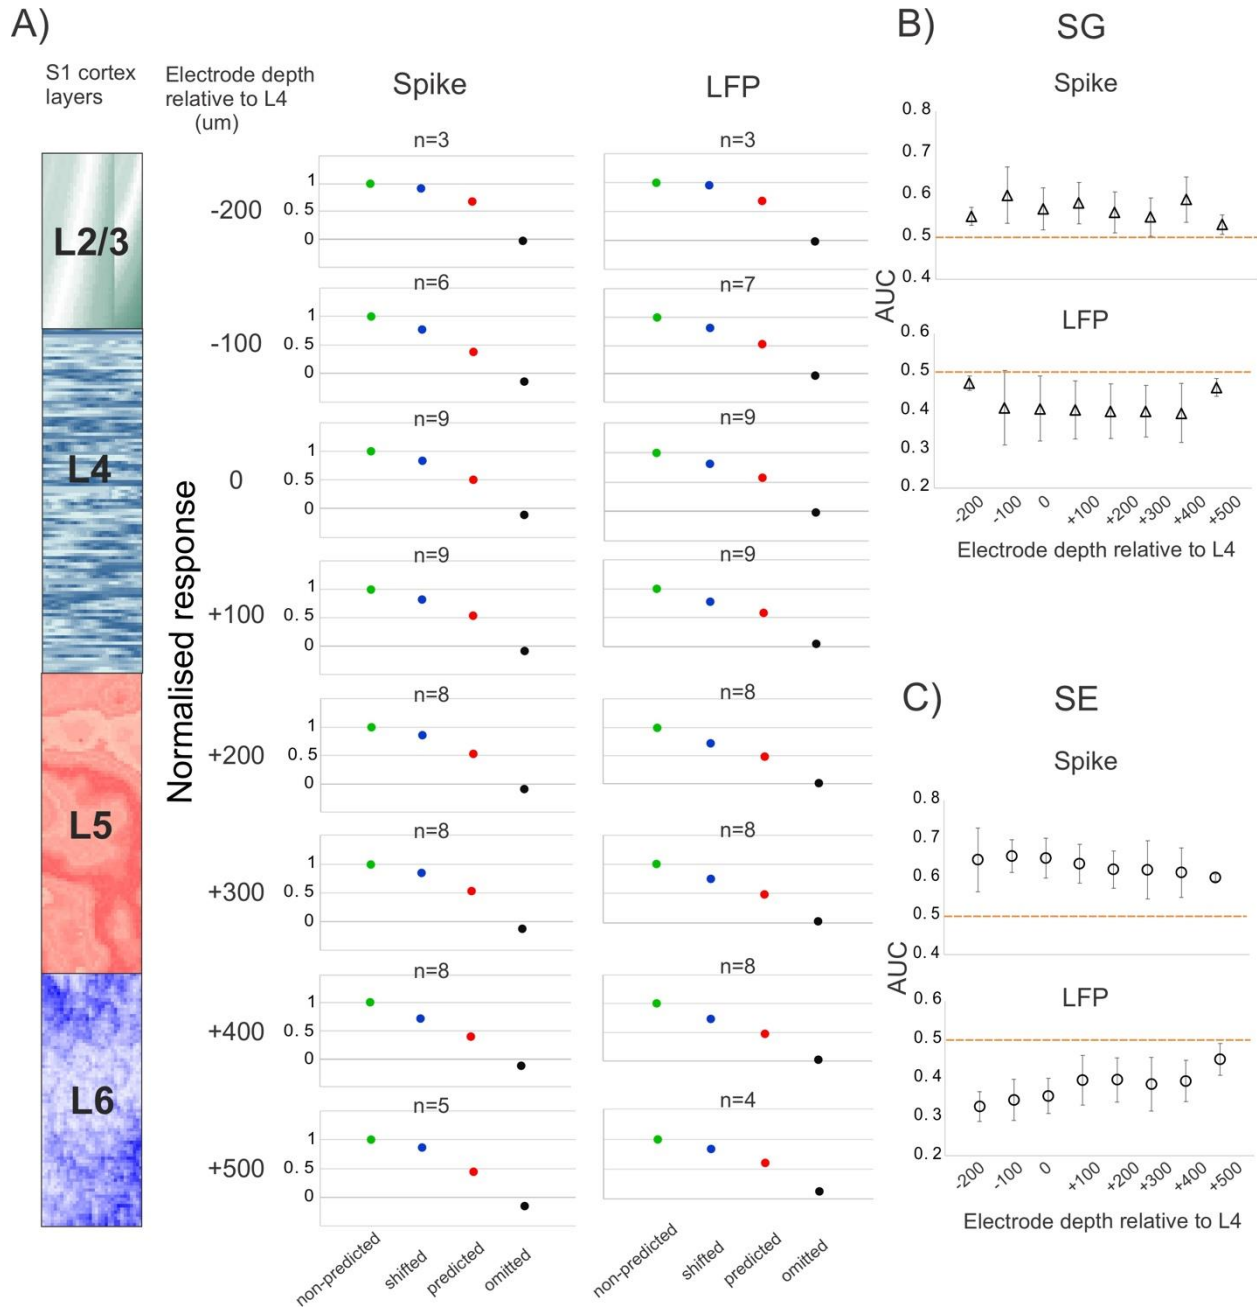 A)
S1 cortex
layers
Electrode depth
relative to L4
(um)
Spike
LFP
L2/3
L4
L5
L6
Normalised response
-200
n=3
1
0. 5
0
n=3
-100
n=6
1
0. 5
0
n=7
0
n=9
1
0. 5
0
n=9
+100
n=9
1
0. 5
0
n=9
+200
n=8
1
0. 5
0
n=8
+300
n=8
1
0. 5
0
n=8
+400
n=8
1
0. 5
0
n=8
+500
n=5
1
0. 5
0
n=4
non-predicted
shifted
predicted
omitted
non-predicted
shifted
predicted
omitted
B)
SG
Spike
0. 8
0. 7
0. 6
0. 5
0. 4
AUC
LFP
0. 6
0. 5
0. 4
0. 3
0. 2
-200
-100
0
+100
+200
+300
+400
+500
Electrode depth relative to L4
C)
SE
Spike
0. 8
0. 7
0. 6
0. 5
0. 4
AUC
LFP
0. 6
0. 5
0. 4
0. 3
0. 2
-200
-100
0
+100
+200
+300
+400
+500
Electrode depth relative to L4